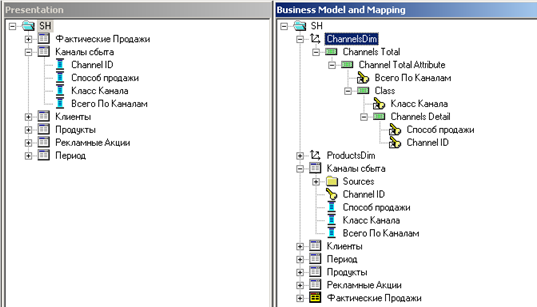 Presentation
SH
Фактические Продажи
Каналы сбыта
Channel ID
Способ продажи
Класс Канала
Всего По Каналам
Клиенты
Продукты
Рекламные Акции
Период
Business Model and Mapping
SH
ChannelsDim
Channels Total
Channel Total Attribute
Всего По Каналам
Class
Класс Канала
Channels Detail
Способ продажи
Channel ID
ProductsDim
Каналы сбыта
Sources
Channel ID
Способ продажи
Класс Канала
Всего По Каналам
Клиенты
Период
Продукты
Рекламные Акции
Фактические Продажи